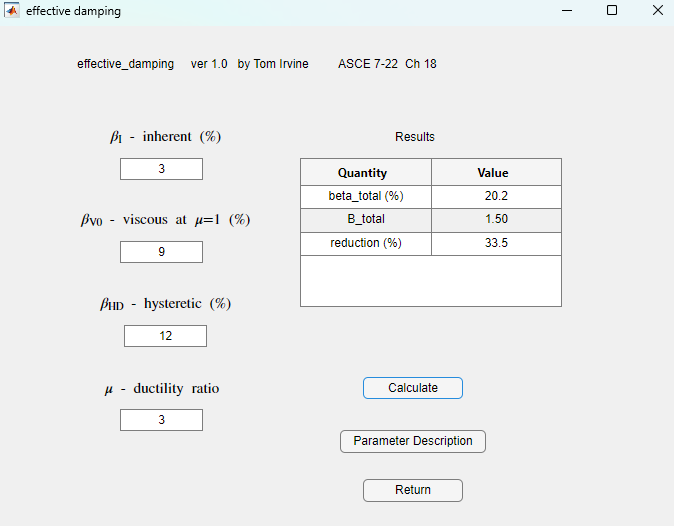 effective damping
effective_damping ver 1.0 by Tom Irvine ASCE 7-22 Ch 18
βI - inherent (%)
3
βV0 - viscous at μ=1 (%)
9
βHD - hysteretic (%)
12
μ - ductility ratio
3
Results
Quantity Value
beta_total (%) 20.2
B_total 1.50
reduction (%) 33.5
Calculate
Parameter Description
Return